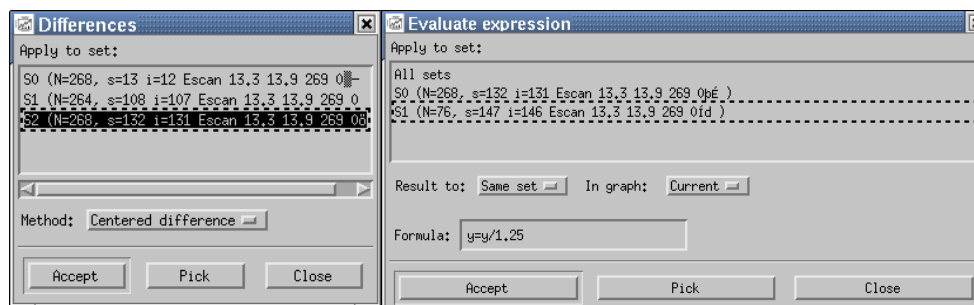 Differences
Apply to set:
S0 (N=268, s=13 i=12 Escan 13.3 13.9 269 0
S1 (N=264, s=108 i=107 Escan 13.3 13.9 269 0
S2 (N=268, s=132 i=131 Escan 13.3 13.9 269 0ö
Method: Centered difference
Accept Pick Close
Evaluate expression
Apply to set:
All sets
S0 (N=268, s=132 i=131 Escan 13.3 13.9 269 0þÉ )
S1 (N=76, s=147 i=146 Escan 13.3 13.9 269 0Íd )
Result to: Same set In graph: Current
Formula: y=y/1.25
Accept Pick Close